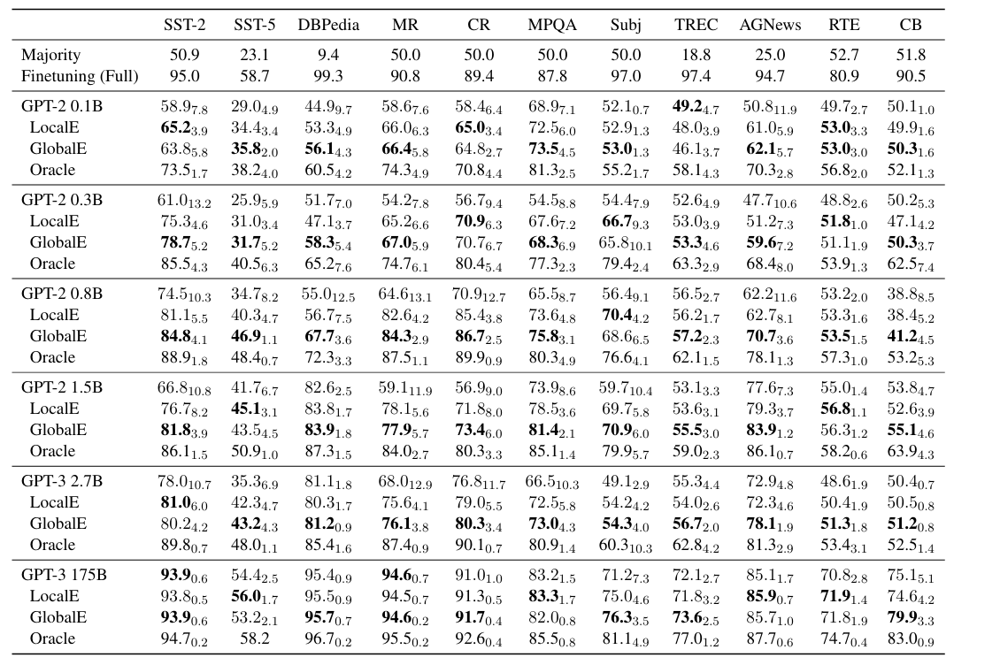 SST-2 SST-5 DBPedia MR CR MPQA Subj TREC AGNews RTE CB
Majority 50.9 23.1 9.4 50.0 50.0 50.0 50.0 18.8 25.0 52.7 51.8
Finetuning (Full) 95.0 58.7 99.3 90.8 89.4 87.8 97.0 97.4 94.7 80.9 90.5
GPT-2 0.1B 58.9 7.8 29.0 4.9 44.9 9.7 58.6 7.6 58.4 6.4 68.9 7.1 52.1 0.7 49.2 4.7 50.8 11.9 49.7 2.7 50.1 1.0
LocalE 65.2 3.9 34.4 3.4 53.3 4.9 66.0 6.3 65.0 3.4 72.5 6.0 52.9 1.3 48.0 3.9 61.0 5.9 53.0 3.3 49.9 1.6
GlobalE 63.8 5.8 35.8 2.0 56.1 4.3 66.4 5.8 64.8 2.7 73.5 4.5 53.0 1.3 46.1 3.7 62.1 5.7 53.0 3.0 50.3 1.6
Oracle 73.5 1.7 38.2 4.0 60.5 4.2 74.3 4.9 70.8 4.4 81.3 2.5 55.2 1.7 58.1 4.3 70.3 2.8 56.8 2.0 52.1 1.3
GPT-2 0.3B 61.0 13.2 25.9 5.9 51.7 7.0 54.2 7.8 56.7 9.4 54.5 8.8 54.4 7.9 52.6 4.9 47.7 10.6 48.8 2.6 50.2 5.3
LocalE 75.3 4.6 31.0 3.4 47.1 3.7 65.2 6.6 70.9 6.3 67.6 7.2 66.7 9.3 53.0 3.9 51.2 7.3 51.8 1.0 47.1 4.2
GlobalE 78.7 5.2 31.7 5.2 58.3 5.4 67.0 5.9 70.7 6.7 68.3 6.9 65.8 10.1 53.3 4.6 59.6 7.2 51.1 1.9 50.3 3.7
Oracle 85.5 4.3 40.5 6.3 65.2 7.6 74.7 6.1 80.4 5.4 77.3 2.3 79.4 2.4 63.3 2.9 68.4 8.0 53.9 1.3 62.5 7.4
GPT-2 0.8B 74.5 10.3 34.7 8.2 55.0 12.5 64.6 13.1 70.9 12.7 65.5 8.7 56.4 9.1 56.5 2.7 62.2 11.6 53.2 2.0 38.8 8.5
LocalE 81.1 5.5 40.3 4.7 56.7 7.5 82.6 4.2 85.4 3.8 73.6 4.8 70.4 4.2 56.2 1.7 62.7 8.1 53.3 1.6 38.4 5.2
GlobalE 84.8 4.1 46.9 1.1 67.7 3.6 84.3 2.9 86.7 2.5 75.8 3.1 68.6 6.5 57.2 2.3 70.7 3.6 53.5 1.5 41.2 4.5
Oracle 88.9 1.8 48.4 0.7 72.3 3.3 87.5 1.1 89.9 0.9 80.3 4.9 76.6 4.1 62.1 1.5 78.1 1.3 57.3 1.0 53.2 5.3
GPT-2 1.5B 66.8 10.8 41.7 6.7 82.6 2.5 59.1 11.9 56.9 9.0 73.9 8.6 59.7 10.4 53.1 3.3 77.6 7.3 55.0 1.4 53.8 4.7
LocalE 76.7 8.2 45.1 3.1 83.8 1.7 78.1 5.6 71.8 8.0 78.5 3.6 69.7 5.8 53.6 3.1 79.3 3.7 56.8 1.1 52.6 3.9
GlobalE 81.8 3.9 43.5 4.5 83.9 1.8 77.9 5.7 73.4 6.0 81.4 2.1 70.9 6.0 55.5 3.0 83.9 1.2 56.3 1.2 55.1 4.6
Oracle 86.1 1.5 50.9 1.0 87.3 1.5 84.0 2.7 80.3 3.3 85.1 1.4 79.9 5.7 59.0 2.3 86.1 0.7 58.2 0.6 63.9 4.3
GPT-3 2.7B 78.0 10.7 35.3 6.9 81.1 1.8 68.0 12.9 76.8 11.7 66.5 10.3 49.1 2.9 55.3 4.4 72.9 4.8 48.6 1.9 50.4 0.7
LocalE 81.0 6.0 42.3 4.7 80.3 1.7 75.6 4.1 79.0 5.5 72.5 5.8 54.2 4.2 54.0 2.6 72.3 4.6 50.4 1.9 50.5 0.8
GlobalE 80.2 4.2 43.2 4.3 81.2 0.9 76.1 3.8 80.3 3.4 73.0 4.3 54.3 4.0 56.7 2.0 78.1 1.9 51.3 1.8 51.2 0.8
Oracle 89.8 0.7 48.0 1.1 85.4 1.6 87.4 0.9 90.1 0.7 80.9 1.4 60.3 10.3 62.8 4.2 81.3 2.9 53.4 3.1 52.5 1.4
GPT-3 175B 93.9 0.6 54.4 2.5 95.4 0.9 94.6 0.7 91.0 1.0 83.2 1.5 71.2 7.3 72.1 2.7 85.1 1.7 70.8 2.8 75.1 5.1
LocalE 93.8 0.5 56.0 1.7 95.5 0.9 94.5 0.7 91.3 0.5 83.3 1.7 75.0 4.6 71.8 3.2 85.9 0.7 71.9 1.4 74.6 4.2
GlobalE 93.9 0.6 53.2 2.1 95.7 0.7 94.6 0.2 91.7 0.4 82.0 0.8 76.3 3.5 73.6 2.5 85.7 1.0 71.8 1.9 79.9 3.3
Oracle 94.7 0.2 58.2 96.7 0.2 95.5 0.2 92.6 0.4 85.5 0.8 81.1 4.9 77.0 1.2 87.7 0.6 74.7 0.4 83.0 0.9